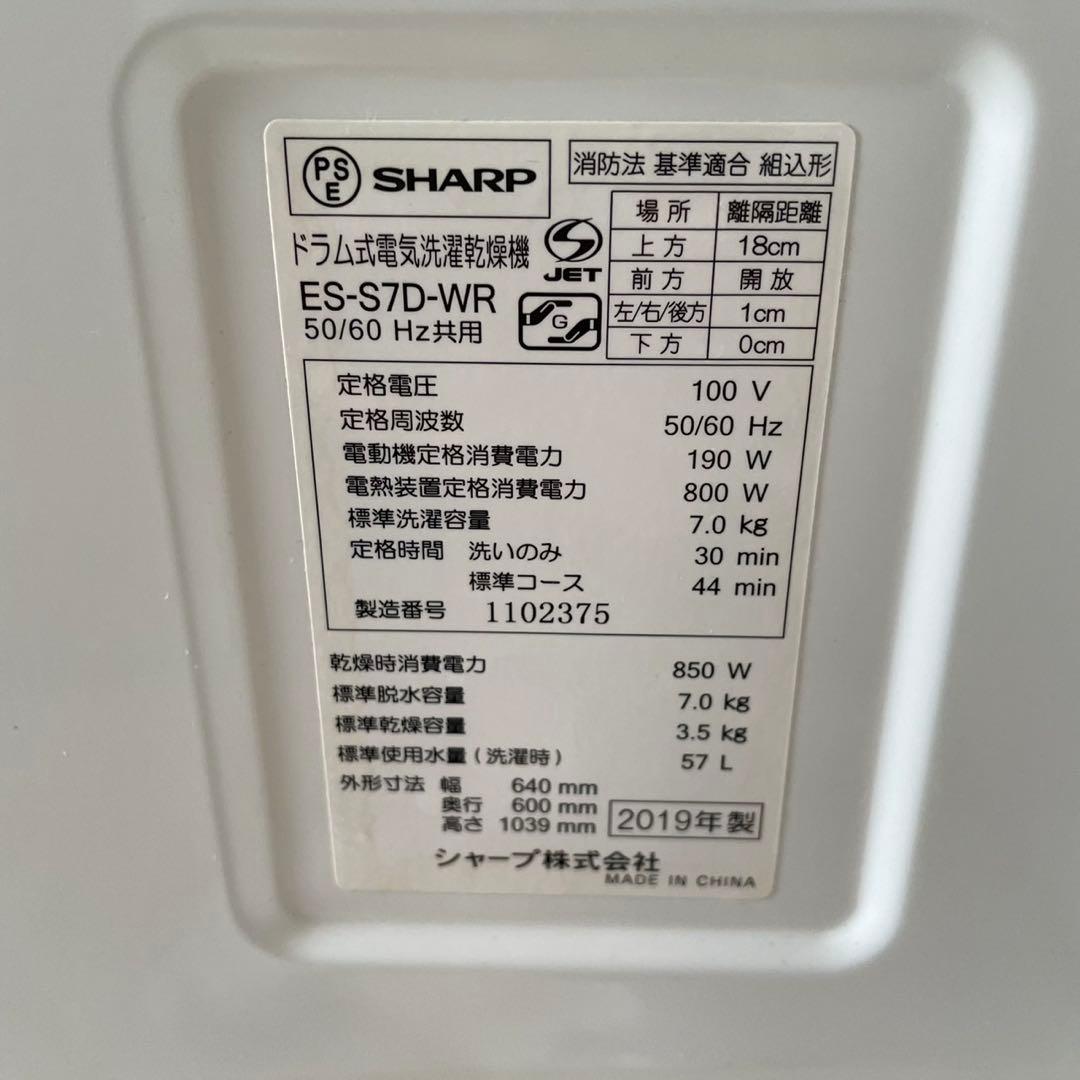 PSE SHARP
ドラム式電気洗濯乾燥機
ES-S7D-WR
50/60 Hz共用
JET
G
消防法 基準適合 組込形
場所 離隔距離
上方 18cm
前方 開放
左/右/後方 1cm
下方 0cm
定格電圧 100 V
定格周波数 50/60 Hz
電動機定格消費電力 190 W
電熱装置定格消費電力 800 W
標準洗濯容量 7.0 kg
定格時間 洗いのみ 30 min
標準コース 44 min
製造番号 1102375
乾燥時消費電力 850 W
標準脱水容量 7.0 kg
標準乾燥容量 3.5 kg
標準使用水量(洗濯時) 57 L
外形寸法 幅 640 mm
奥行 600 mm
高さ 1039 mm
2019年製
シャープ株式会社
MADE IN CHINA